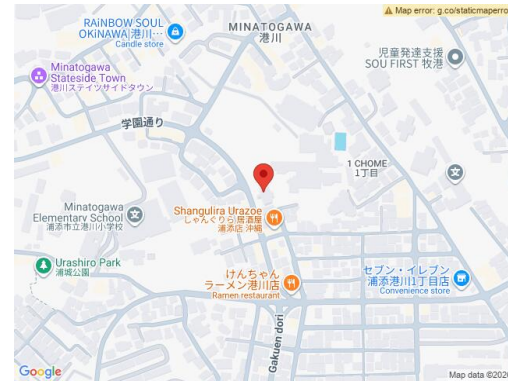 Map error: g.co/staticmaperro
RAiNBOW SOUL
OKiNAWA|港川…
Candle store
MINATOGAWA
港川
児童発達支援
SOU FIRST 牧港
Minatogawa
Stateside Town
港川ステイツサイドタウン
学園通り
1 CHOME
1丁目
Minatogawa
Elementary School
浦添市立港川小学校
Shangulira Urazoe
しゃんぐりら 居酒屋
浦添店 沖縄
Urashiro Park
浦城公園
けんちゃん
ラーメン港川店
Ramen restaurant
セブン-イレブン
浦添港川1丁目店
Convenience store
Gakuen dori
Google
Map data ©2026